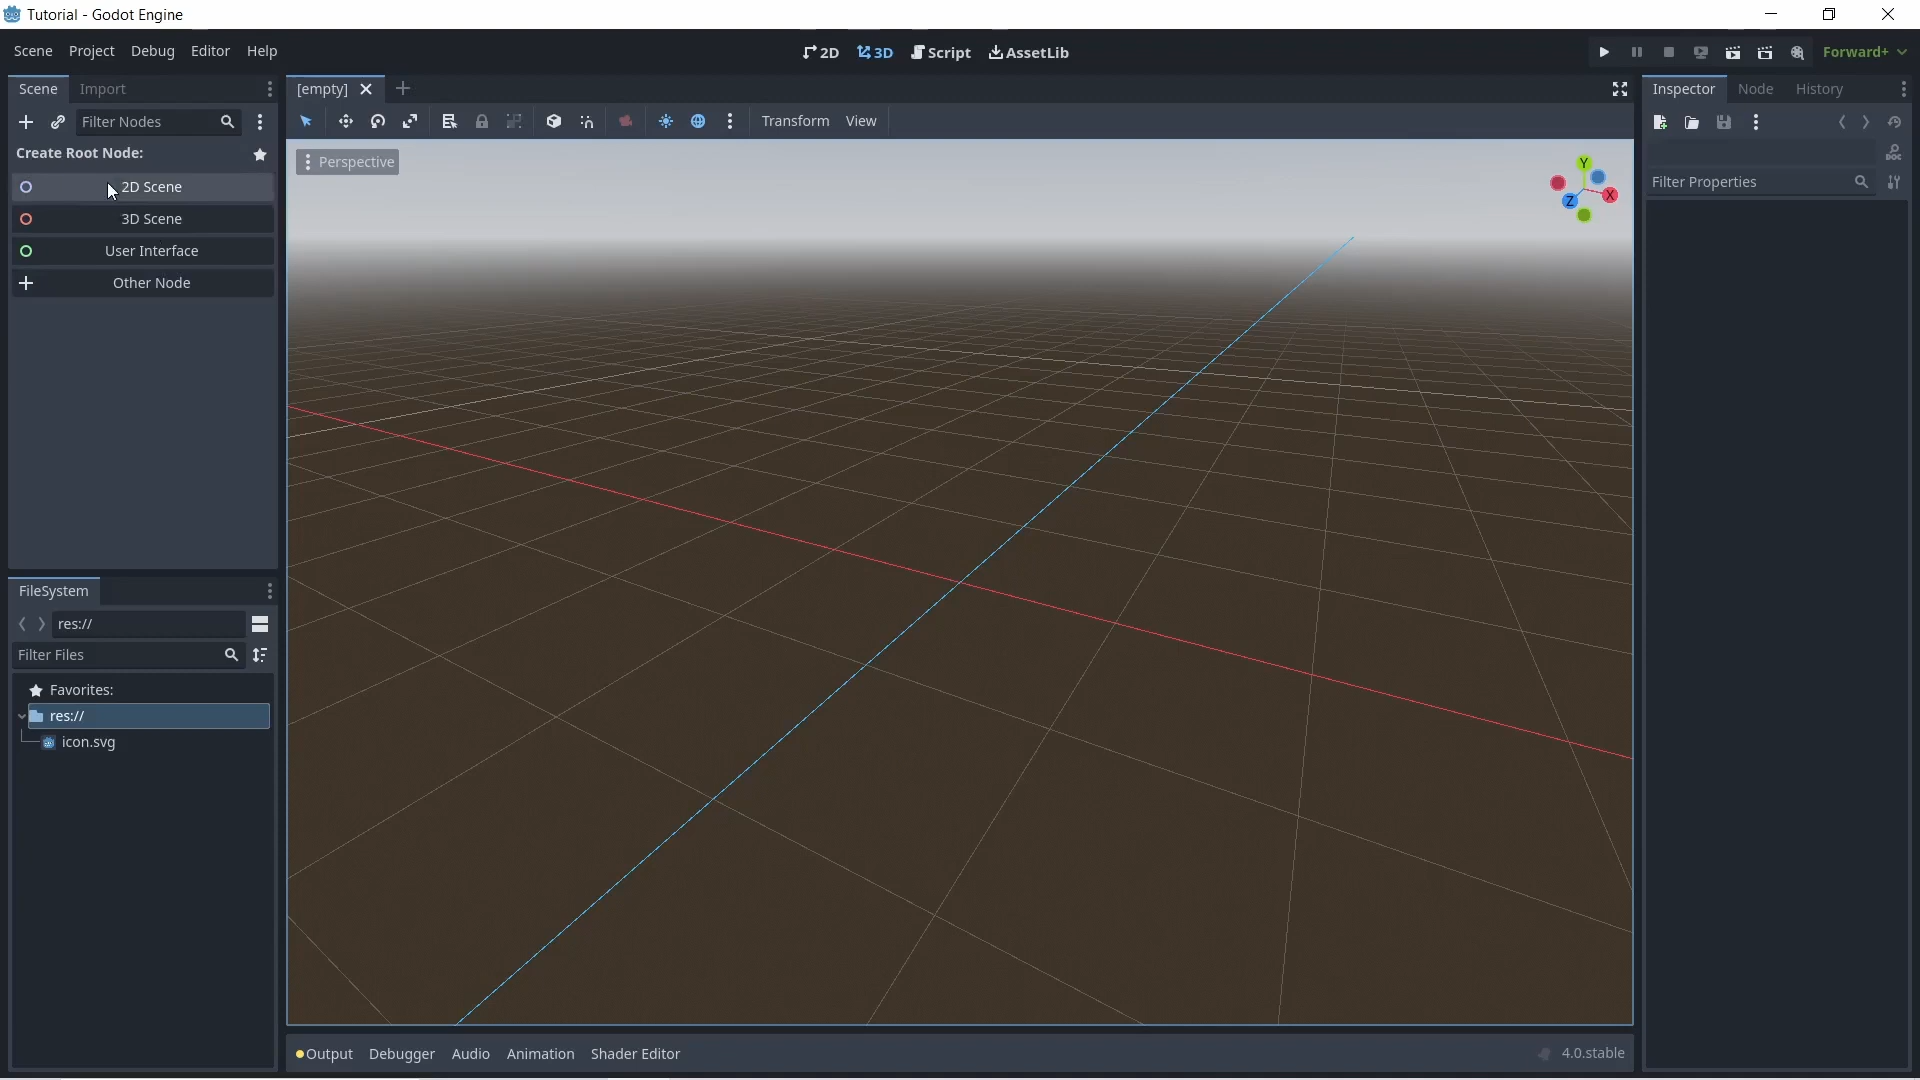 Tutorial - Godot Engine
Scene Project Debug Editor Help
2D 3D Script AssetLib
Forward+
Scene Import
[empty]
Inspector Node History
Filter Nodes
Transform View
Create Root Node:
Perspective
2D Scene
3D Scene
User Interface
Other Node
Y
X
Z
DOC
Filter Properties
FileSystem
res://
Filter Files
Favorites:
res://
icon.svg
Output Debugger Audio Animation Shader Editor
4.0.stable